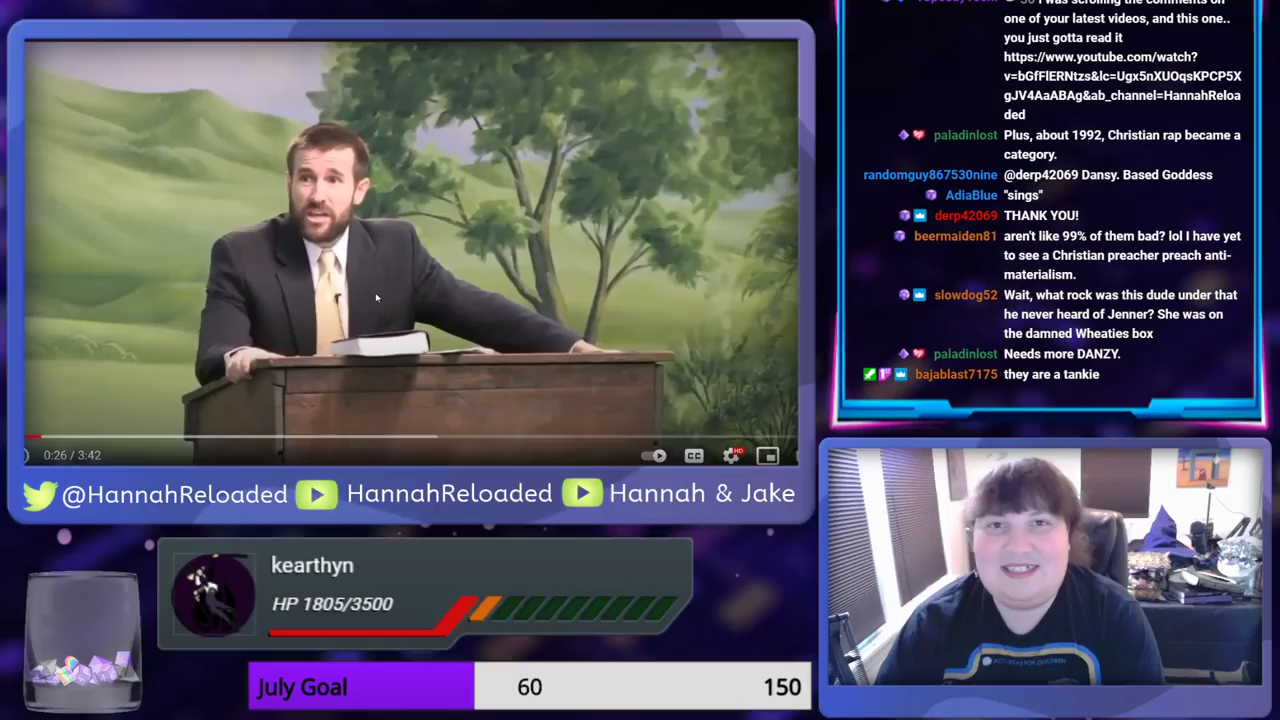 one of your latest videos, and this one..
you just gotta read it
https://www.youtube.com/watch?
v=bGfFlERNtzs&lc=Ugx5nXUOqsKPCP5X
gJV4AaABAg&ab_channel=HannahReloa
ded
paladinlost Plus, about 1992, Christian rap became a
category.
randomguy867530nine @derp42069 Dansy. Based Goddess
AdiaBlue "sings"
derp42069 THANK YOU!
beermaiden81 aren't like 99% of them bad? lol I have yet
to see a Christian preacher preach anti-
materialism.
slowdog52 Wait, what rock was this dude under that
he never heard of Jenner? She was on
the damned Wheaties box
paladinlost Needs more DANZY.
bajablast7175 they are a tankie
0:26 / 3:42
CC
HD
@HannahReloaded HannahReloaded Hannah & Jake
kearthyn
HP 1805/3500
July Goal 60 150